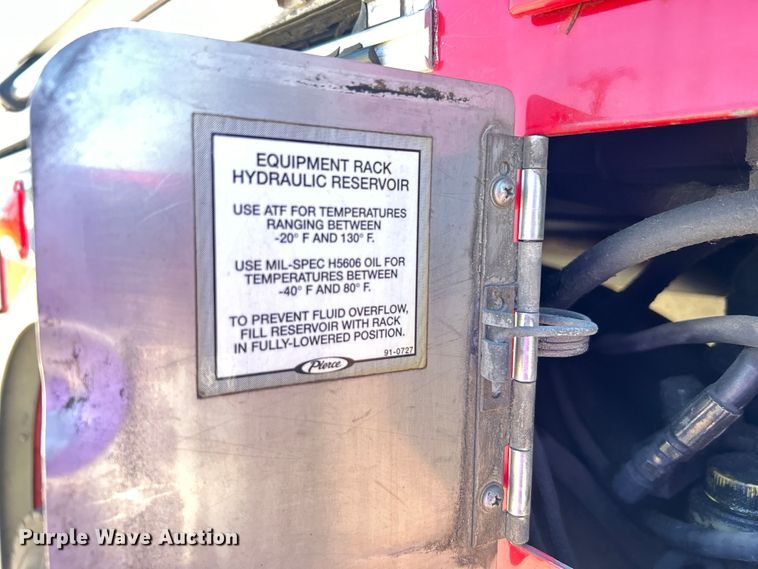 EQUIPMENT RACK
HYDRAULIC RESERVOIR
USE ATF FOR TEMPERATURES
RANGING BETWEEN
-20° F AND 130° F.
USE MIL-SPEC H5606 OIL FOR
TEMPERATURES BETWEEN
-40° F AND 80° F.
TO PREVENT FLUID OVERFLOW,
FILL RESERVOIR WITH RACK
IN FULLY-LOWERED POSITION.
91-0727
Pierce
Purple Wave Auction